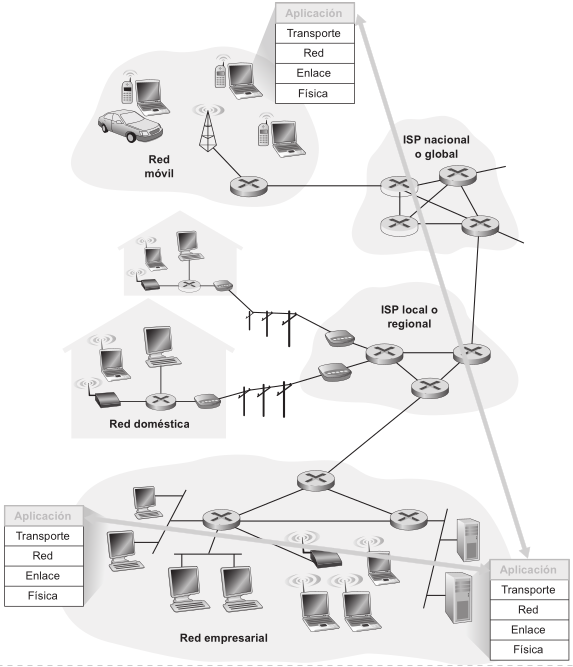 Aplicación
Transporte
Red
Enlace
Física
Red
móvil
ISP nacional
o global
ISP local o
regional
Red doméstica
Aplicación
Transporte
Red
Enlace
Física
Red empresarial
Aplicación
Transporte
Red
Enlace
Física